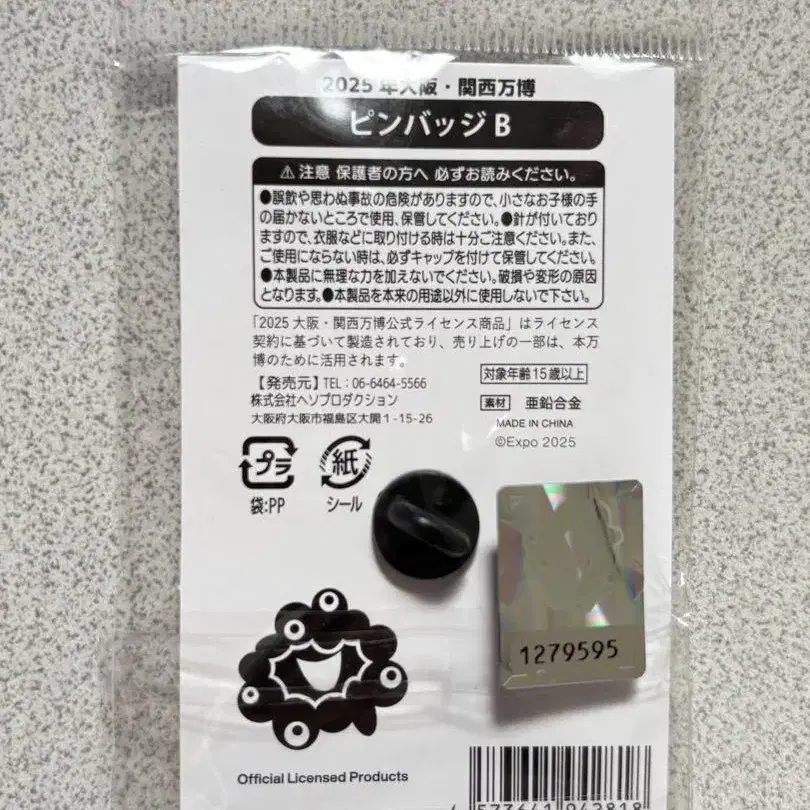 2025年大阪・関西万博
ピンバッジ B
⚠注意 保護者の方へ 必ずお読みください。
●誤飲や思わぬ事故の危険がありますので、小さなお子様の手
の届かないところで使用、保管してください。●針が付いており
ますので、衣服などに取り付ける時は十分ご注意ください。また、
ご使用にならない時は、必ずキャップを付けて保管してください。
●本製品に無理な力を加えないでください。破損や変形の原因
となります。●本製品を本来の用途以外に使用しないで下さい。
「2025 大阪・関西万博公式ライセンス商品」はライセンス
契約に基づいて製造されており、売り上げの一部は、本万
博のために活用されます。
【発売元】TEL：06-6464-5566
株式会社ヘソプロダクション
大阪府大阪市福島区大開1-15-26
対象年齢15歳以上
素材 亜鉛合金
MADE IN CHINA
©Expo 2025
プラ
袋:PP
紙
シール
1279595
Official Licensed Products
4 573641 942818